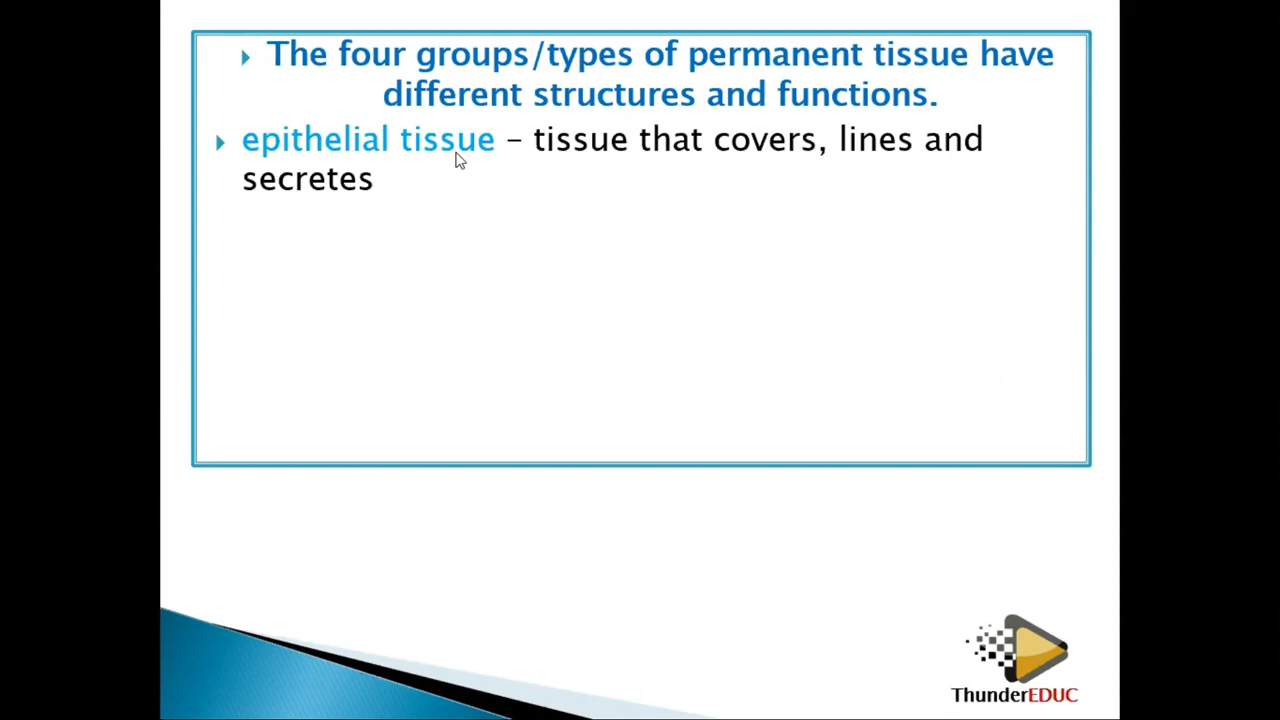 The four groups/types of permanent tissue have
different structures and functions.
epithelial tissue – tissue that covers, lines and
secretes
ThunderEDUC